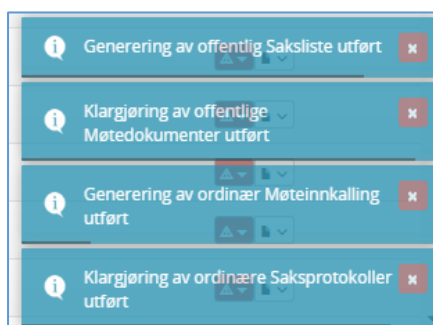 Generering av offentlig Saksliste utført
Klargjøring av offentlige
Møtedokumenter utført
Generering av ordinær Møteinnkalling
utført
Klargjøring av ordinære Saksprotokoller
utført